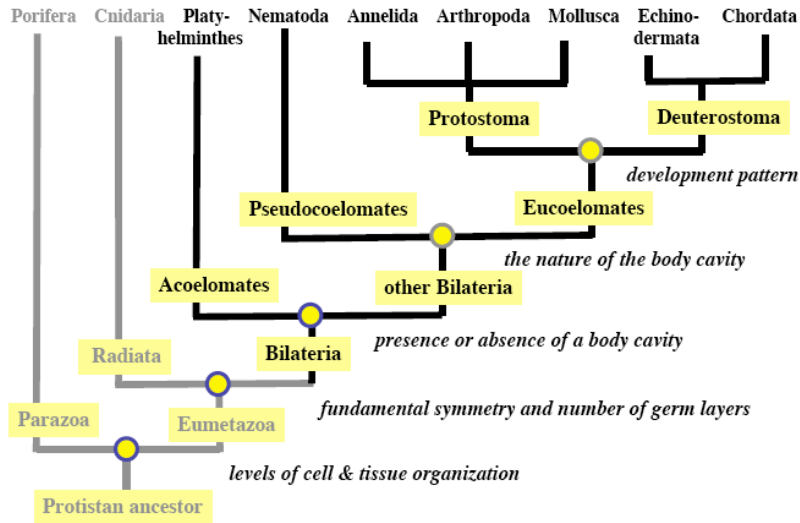 Porifera Cnidaria Platy- Nematoda Annelida Arthropoda Mollusca Echino- Chordata
helminthes dermata
Protostoma Deuterostoma
development pattern
Pseudocoelomates Eucoelomates
the nature of the body cavity
Acoelomates other Bilateria
presence or absence of a body cavity
Radiata Bilateria
fundamental symmetry and number of germ layers
Parazoa Eumetazoa
levels of cell & tissue organization
Protistan ancestor